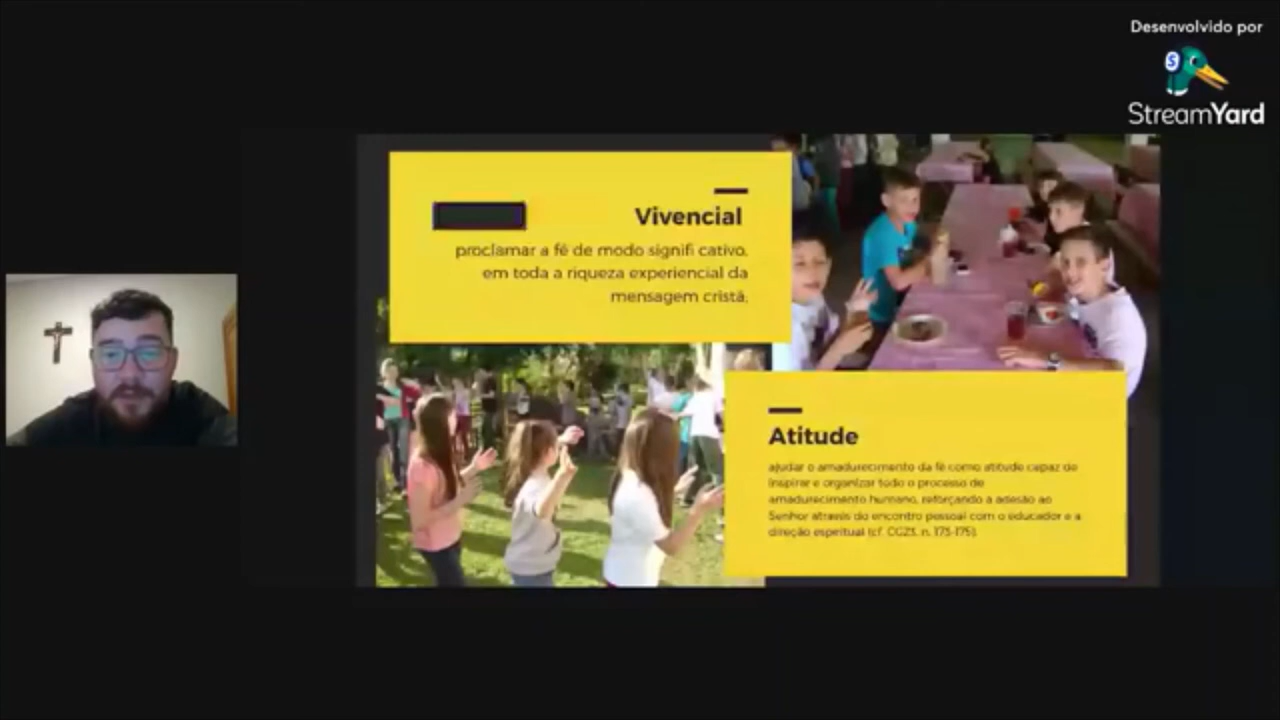 Desenvolvido por
StreamYard
Vivencial
proclamar a fé de modo signifi cativo,
em toda a riqueza experiencial da
mensagem cristã;
Atitude
ajudar o amadurecimento da fé como atitude capaz de
inspirar e organizar todo o processo de
amadurecimento humano, reforçando a adesão ao
Senhor através do encontro pessoal com o educador e a
direção espiritual (cf. CG23, n. 173-175).